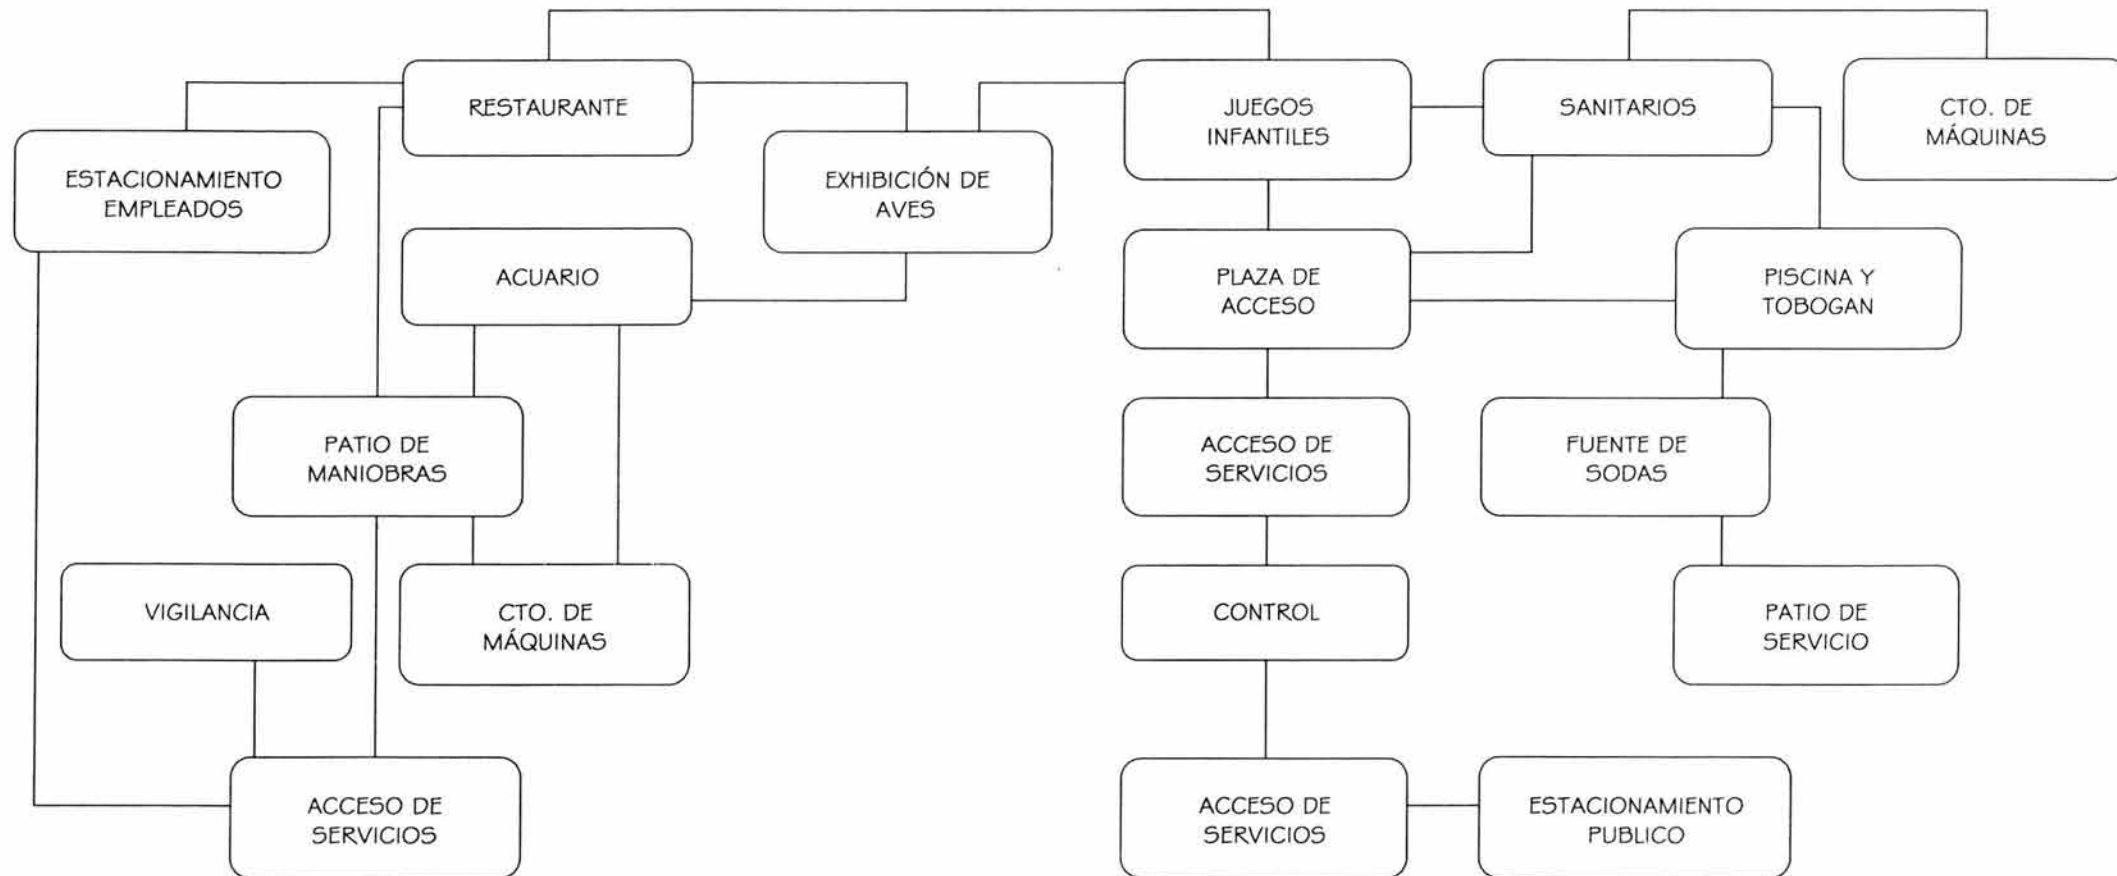 RESTAURANTE
JUEGOS
INFANTILES
SANITARIOS
CTO. DE
MÁQUINAS
ESTACIONAMIENTO
EMPLEADOS
EXHIBICIÓN DE
AVES
ACUARIO
PLAZA DE
ACCESO
PISCINA Y
TOBOGAN
PATIO DE
MANIOBRAS
ACCESO DE
SERVICIOS
FUENTE DE
SODAS
VIGILANCIA
CTO. DE
MÁQUINAS
CONTROL
PATIO DE
SERVICIO
ACCESO DE
SERVICIOS
ACCESO DE
SERVICIOS
ESTACIONAMIENTO
PUBLICO